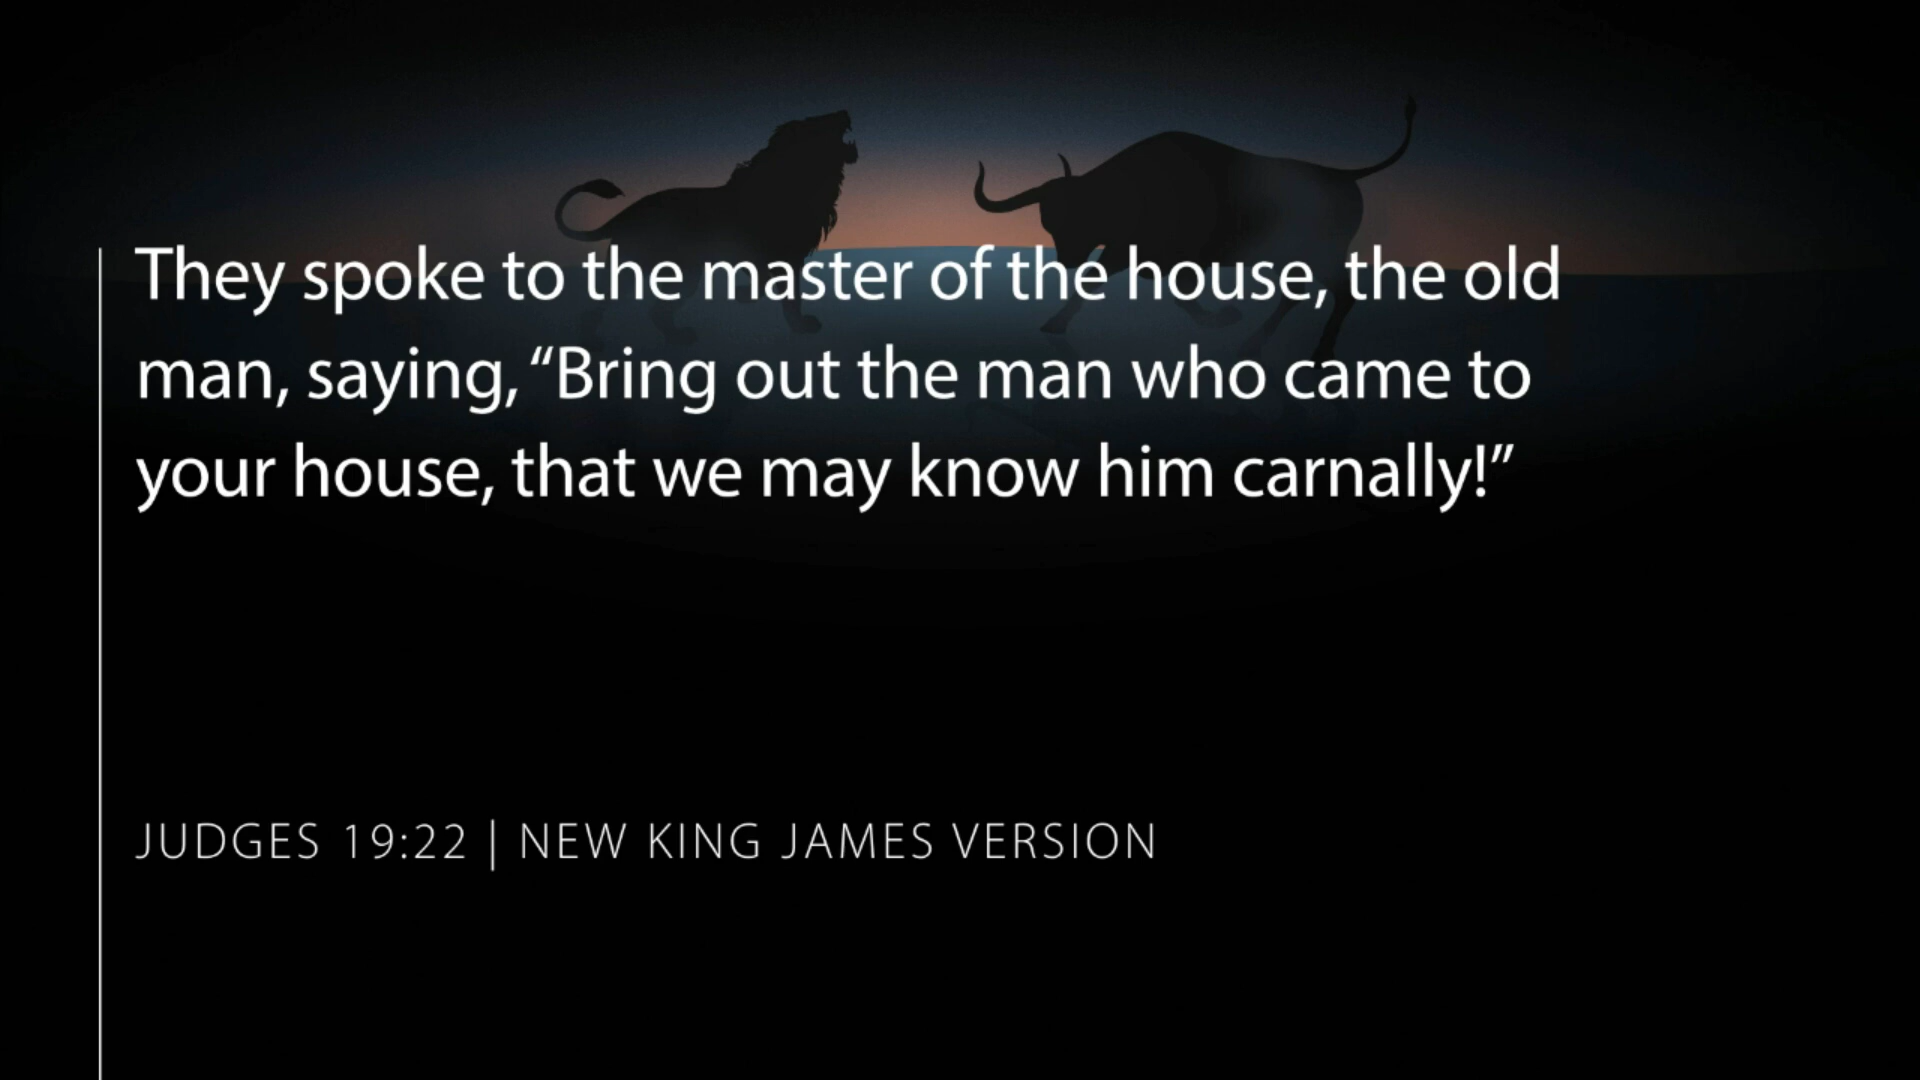 They spoke to the master of the house, the old
man, saying, “Bring out the man who came to
your house, that we may know him carnally!”
JUDGES 19:22 | NEW KING JAMES VERSION